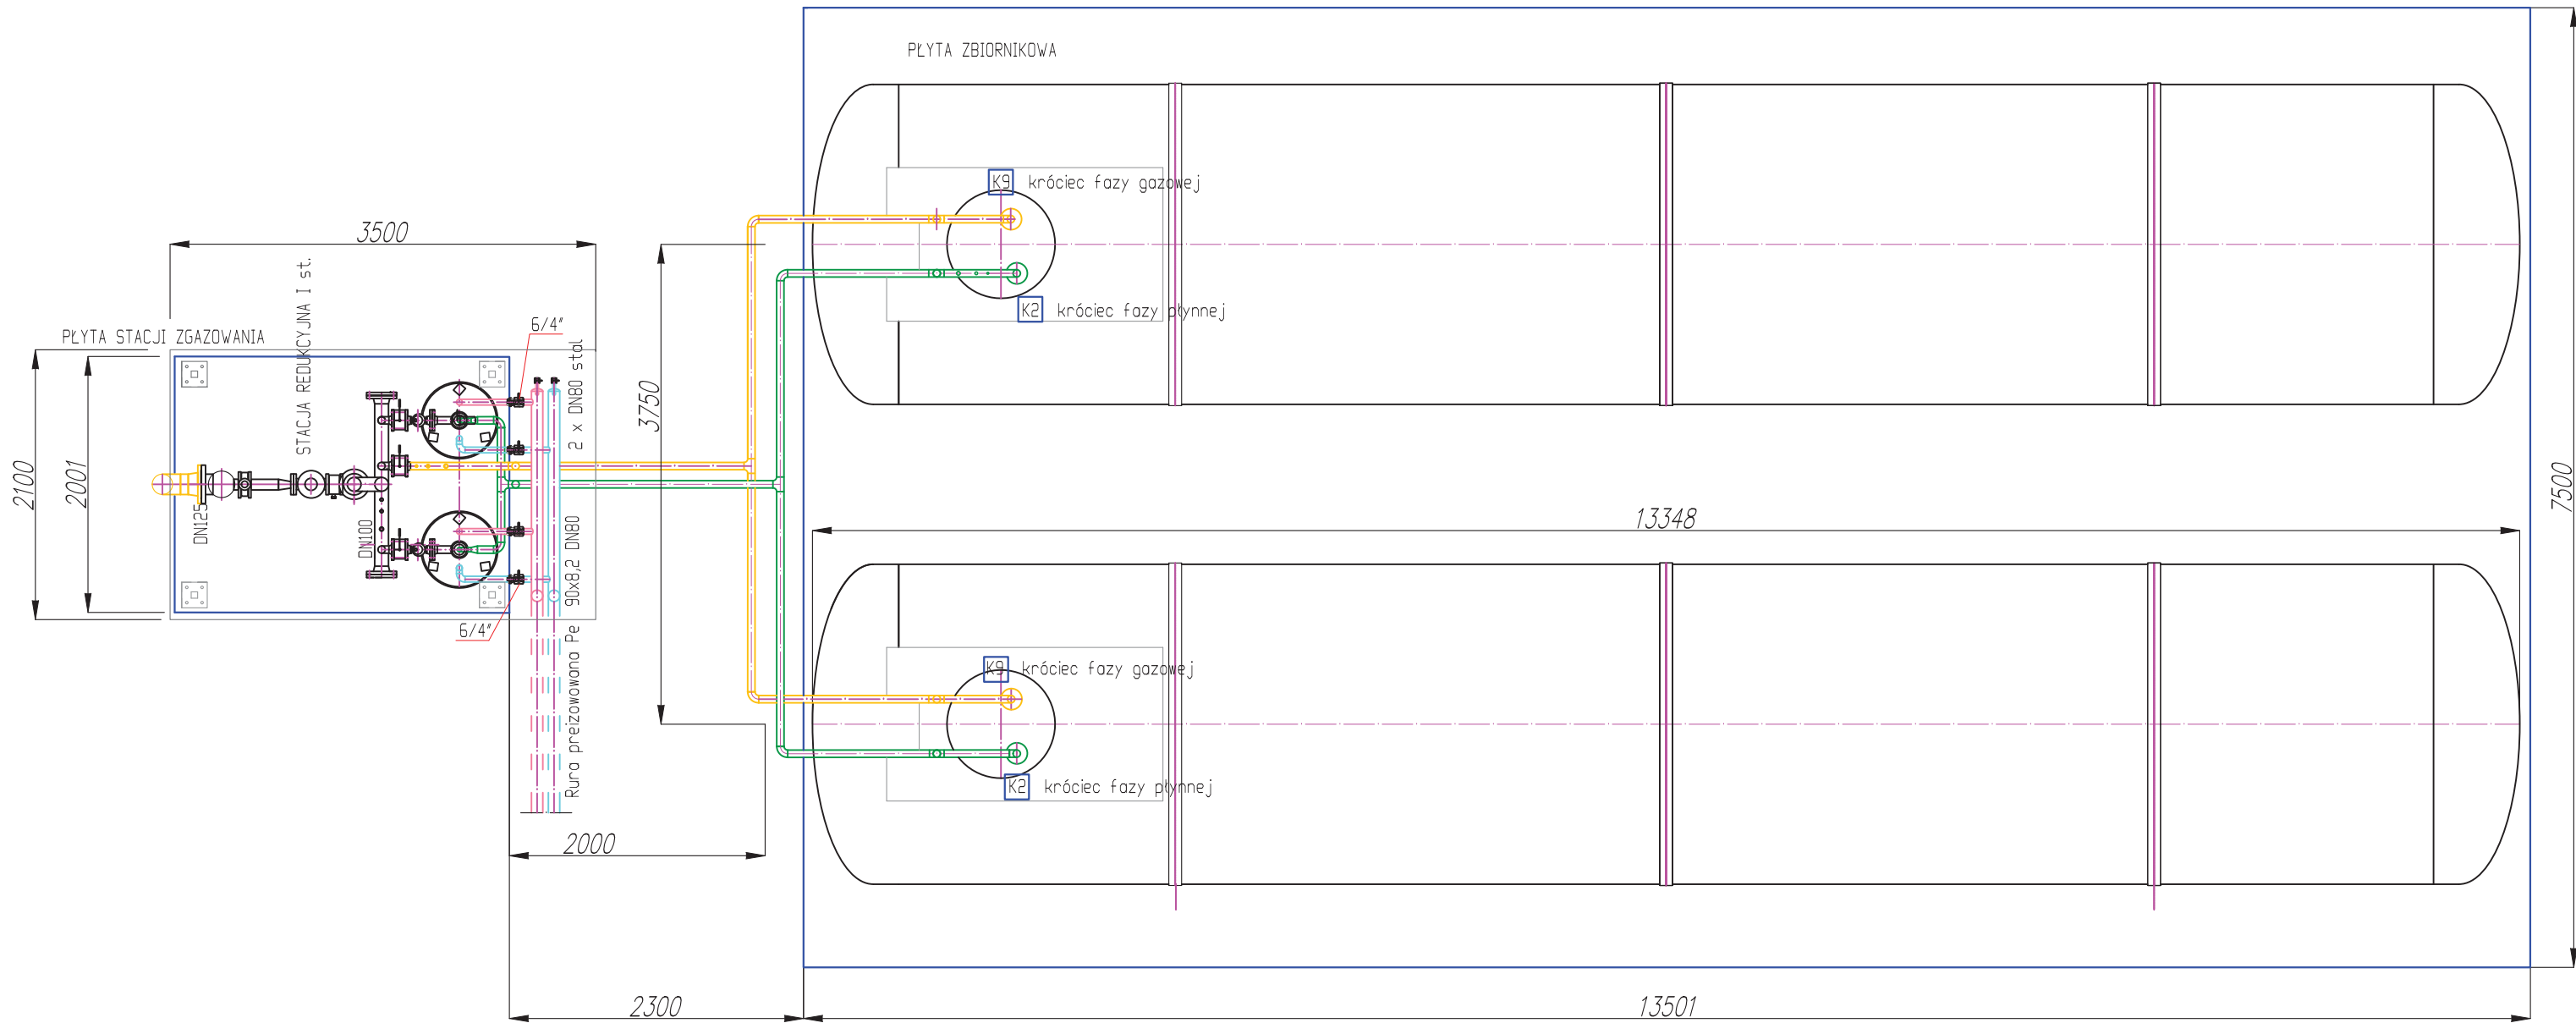 PŁYTA ZBIORNIKOWA
K9 króciec fazy gazowej
3500
STACJA REDUKCYJNA I st.
K2 króciec fazy płynnej
6/4"
PŁYTA STACJI ZGAZOWANIA
2 x DN80 stal
3750
2100
2001
7500
DN125
DN100
13348
Rura preizowowana Pe 90x8,2 DN80
6/4"
K9 króciec fazy gazowej
K2 króciec fazy płynnej
2000
2300
13501